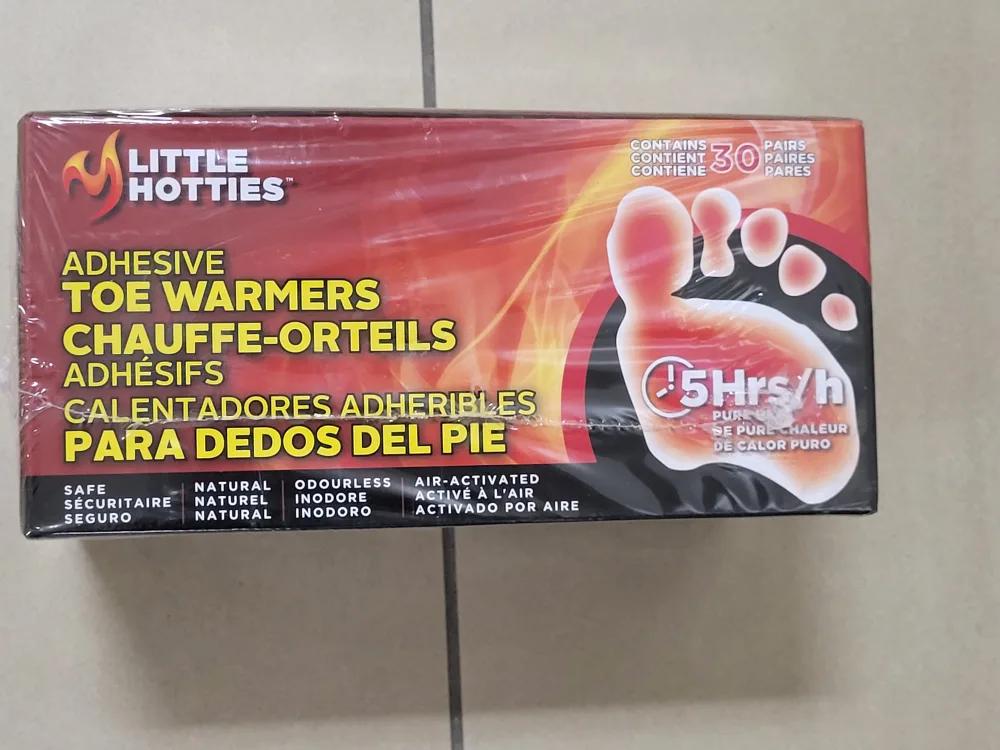 LITTLE
HOTTIES™
CONTAINS
CONTIENT
CONTIENE
30
PAIRS
PAIRES
PARES
ADHESIVE
TOE WARMERS
CHAUFFE-ORTEILS
ADHÉSIFS
CALENTADORES ADHERIBLES
PARA DEDOS DEL PIE
5Hrs/h
PURE
DE PURE CHALEUR
DE CALOR PURO
SAFE
SÉCURITAIRE
SEGURO
NATURAL
NATUREL
NATURAL
ODOURLESS
INODORE
INODORO
AIR-ACTIVATED
ACTIVÉ À L'AIR
ACTIVADO POR AIRE